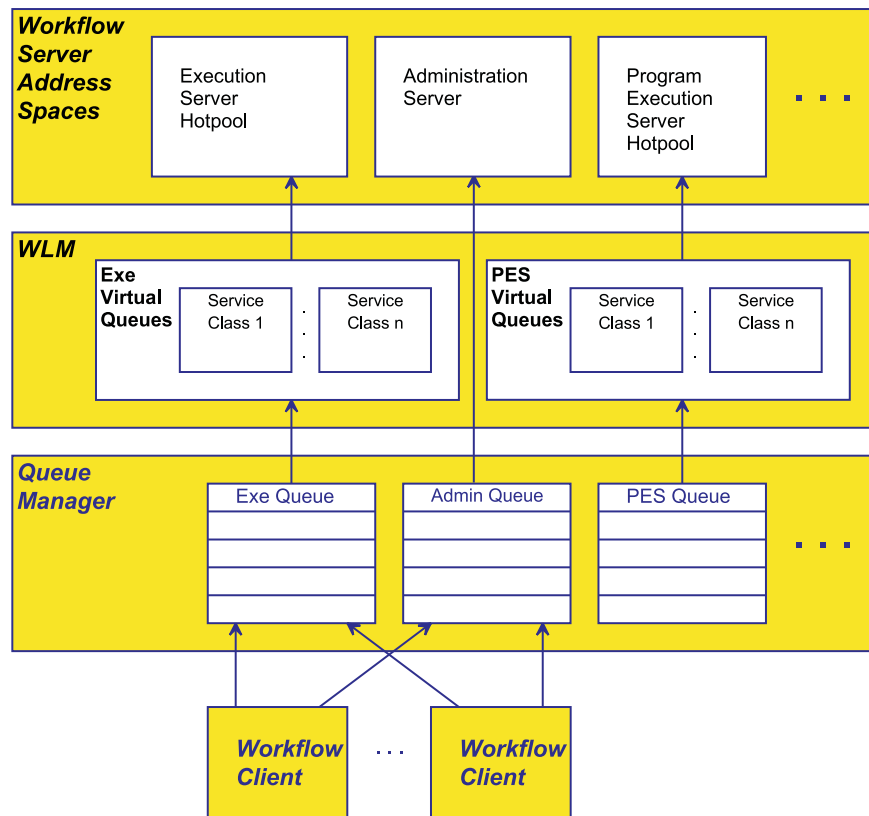 Workflow
Server
Address
Spaces
Execution
Server
Hotpool
Administration
Server
Program
Execution
Server
Hotpool
. . .
WLM
Exe
Virtual
Queues
Service
Class 1
.
.
.
Service
Class n
PES
Virtual
Queues
Service
Class 1
.
.
.
Service
Class n
Queue
Manager
Exe Queue
Admin Queue
PES Queue
. . .
Workflow
Client
. . .
Workflow
Client